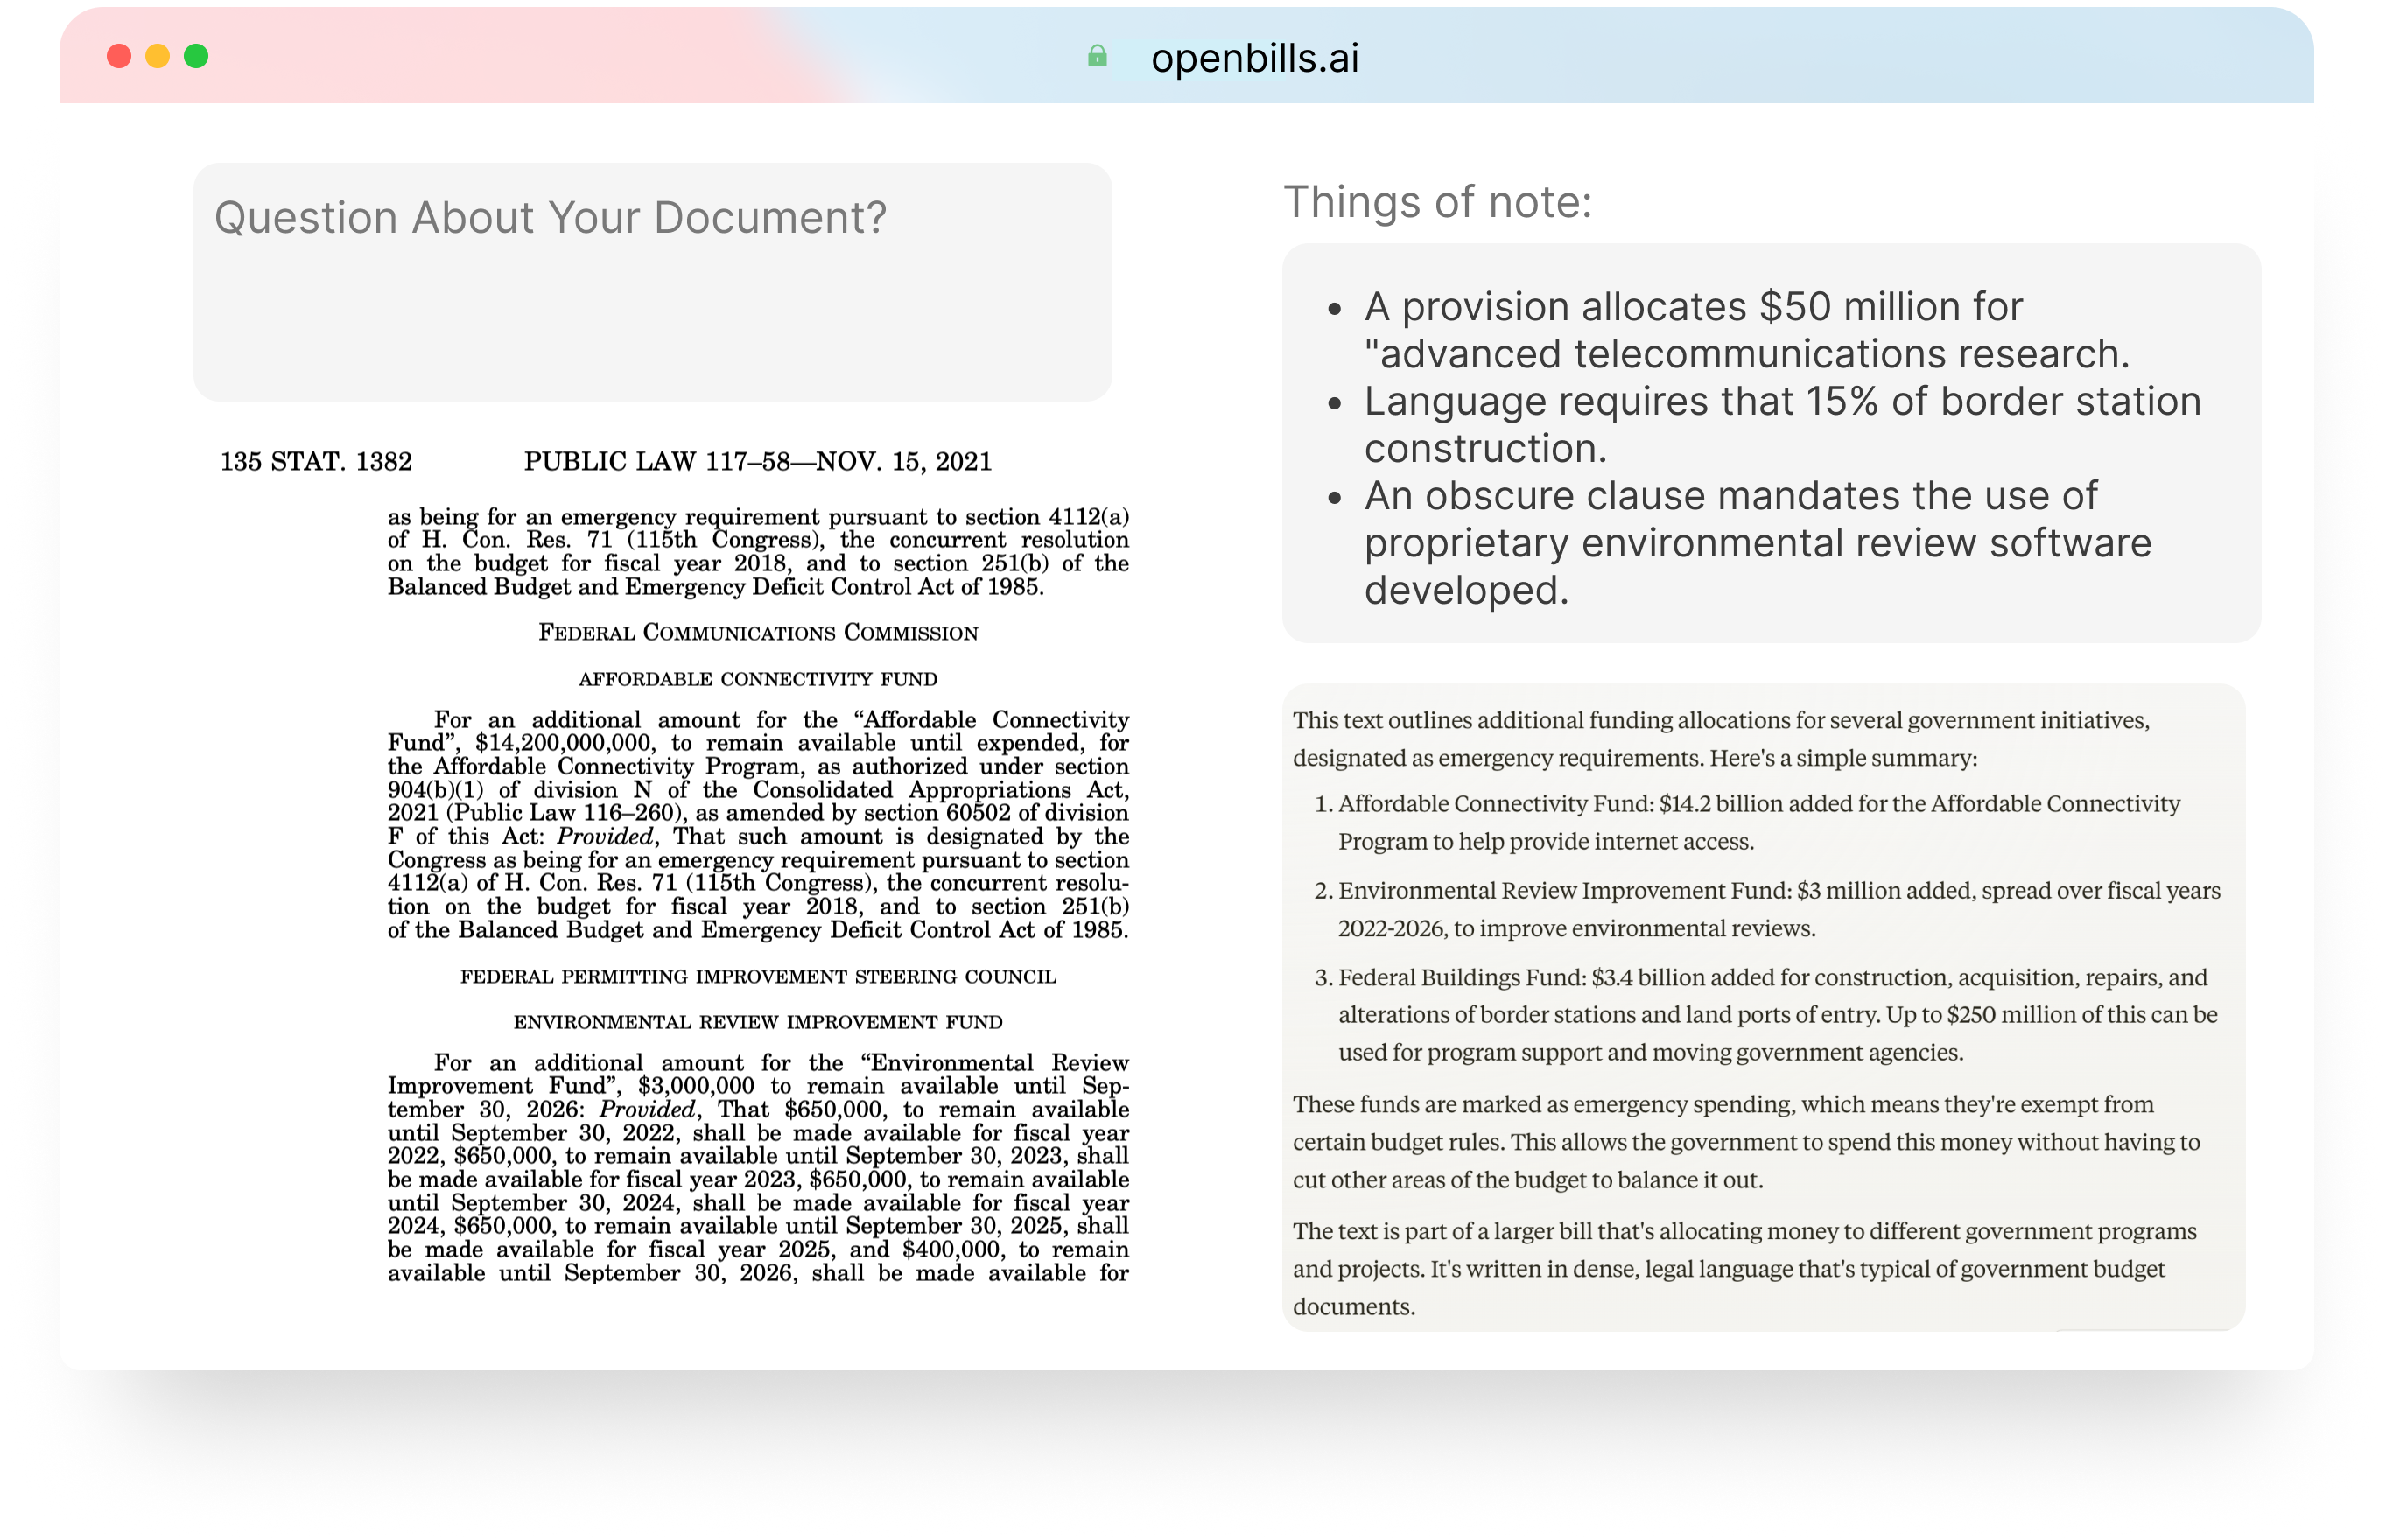 openbills.ai
Question About Your Document?
135 STAT. 1382 PUBLIC LAW 117–58—NOV. 15, 2021
as being for an emergency requirement pursuant to section 4112(a)
of H. Con. Res. 71 (115th Congress), the concurrent resolution
on the budget for fiscal year 2018, and to section 251(b) of the
Balanced Budget and Emergency Deficit Control Act of 1985.
FEDERAL COMMUNICATIONS COMMISSION
AFFORDABLE CONNECTIVITY FUND
For an additional amount for the “Affordable Connectivity
Fund”, $14,200,000,000, to remain available until expended, for
the Affordable Connectivity Program, as authorized under section
904(b)(1) of division N of the Consolidated Appropriations Act,
2021 (Public Law 116–260), as amended by section 60502 of division
F of this Act: Provided, That such amount is designated by the
Congress as being for an emergency requirement pursuant to section
4112(a) of H. Con. Res. 71 (115th Congress), the concurrent resolu-
tion on the budget for fiscal year 2018, and to section 251(b)
of the Balanced Budget and Emergency Deficit Control Act of 1985.
FEDERAL PERMITTING IMPROVEMENT STEERING COUNCIL
ENVIRONMENTAL REVIEW IMPROVEMENT FUND
For an additional amount for the “Environmental Review
Improvement Fund”, $3,000,000 to remain available until Sep-
tember 30, 2026: Provided, That $650,000, to remain available
until September 30, 2022, shall be made available for fiscal year
2022, $650,000, to remain available until September 30, 2023, shall
be made available for fiscal year 2023, $650,000, to remain available
until September 30, 2024, shall be made available for fiscal year
2024, $650,000, to remain available until September 30, 2025, shall
be made available for fiscal year 2025, and $400,000, to remain
available until September 30, 2026, shall be made available for
Things of note:
• A provision allocates $50 million for
"advanced telecommunications research.
• Language requires that 15% of border station
construction.
• An obscure clause mandates the use of
proprietary environmental review software
developed.
This text outlines additional funding allocations for several government initiatives,
designated as emergency requirements. Here's a simple summary:
1. Affordable Connectivity Fund: $14.2 billion added for the Affordable Connectivity
Program to help provide internet access.
2. Environmental Review Improvement Fund: $3 million added, spread over fiscal years
2022-2026, to improve environmental reviews.
3. Federal Buildings Fund: $3.4 billion added for construction, acquisition, repairs, and
alterations of border stations and land ports of entry. Up to $250 million of this can be
used for program support and moving government agencies.
These funds are marked as emergency spending, which means they're exempt from
certain budget rules. This allows the government to spend this money without having to
cut other areas of the budget to balance it out.
The text is part of a larger bill that's allocating money to different government programs
and projects. It's written in dense, legal language that's typical of government budget
documents.